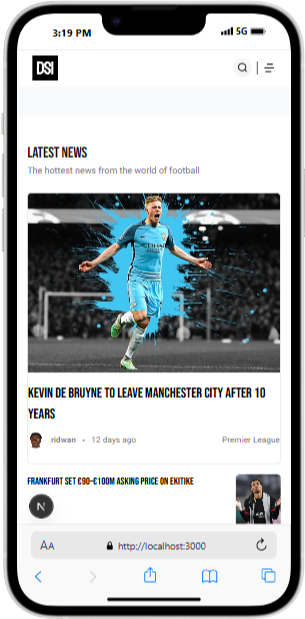 3:19 PM
5G
DSI
LATEST NEWS
The hottest news from the world of football
KEVIN DE BRUYNE TO LEAVE MANCHESTER CITY AFTER 10
YEARS
ridwan • 12 days ago Premier League
FRANKFURT SET €90-€100M ASKING PRICE ON EKITIKE
N
AA http://localhost:3000